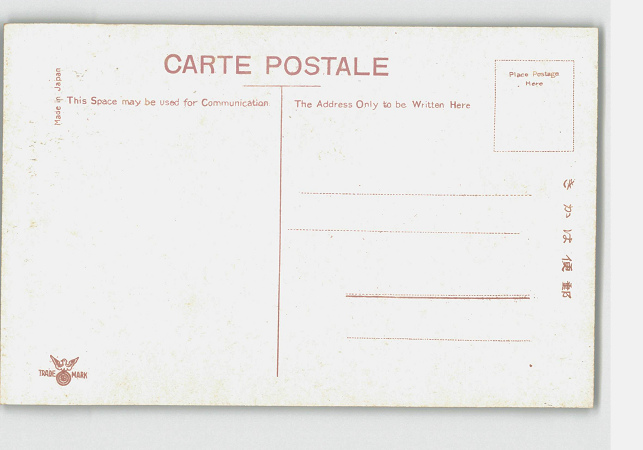 CARTE POSTALE
Made in Japan
This Space may be used for Communication
The Address Only to be Written Here
Place Postage
Here
きかは便郵
TRADE MARK